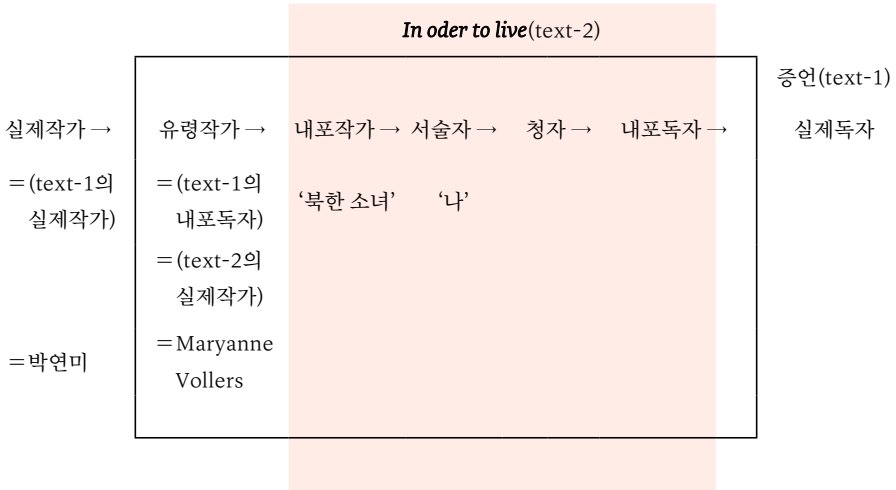 In oder to live(text-2)
증언(text-1)
실제작가 → 유령작가 → 내포작가 → 서술자 → 청자 → 내포독자 → 실제독자
＝(text-1의 ＝(text-1의
‘북한 소녀’ ‘나’
실제작가) 내포독자)
＝(text-2의
실제작가)
＝박연미 ＝Maryanne
Vollers